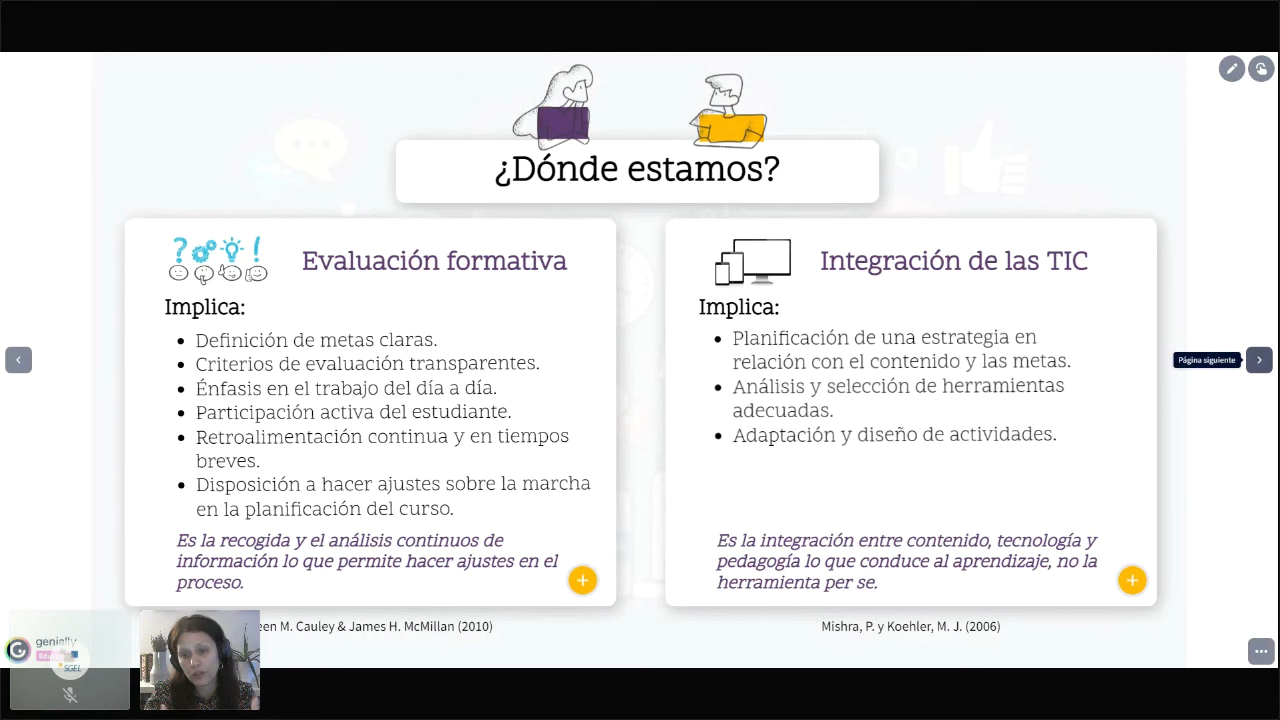 ¿Dónde estamos?
Evaluación formativa
Implica:
Definición de metas claras.
Criterios de evaluación transparentes.
Énfasis en el trabajo del día a día.
Participación activa del estudiante.
Retroalimentación continua y en tiempos
breves.
Disposición a hacer ajustes sobre la marcha
en la planificación del curso.
Es la recogida y el análisis continuos de
información lo que permite hacer ajustes en el
proceso.
een M. Cauley & James H. McMillan (2010)
Integración de las TIC
Implica:
Planificación de una estrategia en
relación con el contenido y las metas.
Análisis y selección de herramientas
adecuadas.
Adaptación y diseño de actividades.
Es la integración entre contenido, tecnología y
pedagogía lo que conduce al aprendizaje, no la
herramienta per se.
Mishra, P. y Koehler, M. J. (2006)
Página siguiente
genially
SGEL